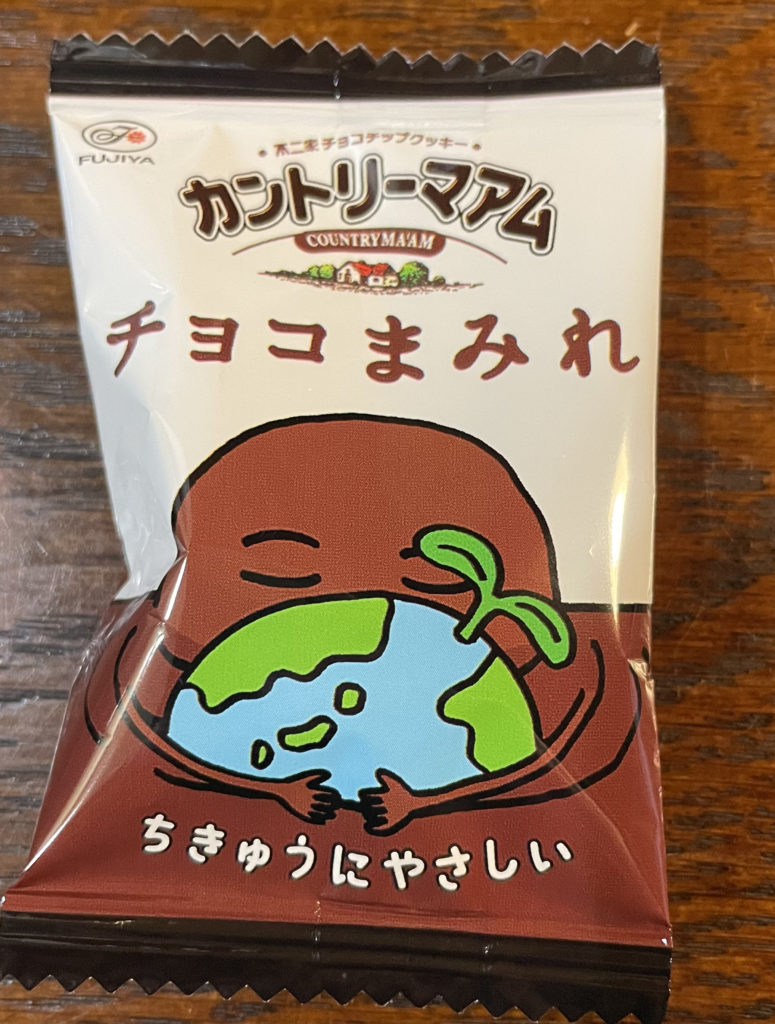 FUJIYA
不二家チョコチップクッキー
カントリーマアム
COUNTRY MA'AM
チョコまみれ
ちきゅうにやさしい